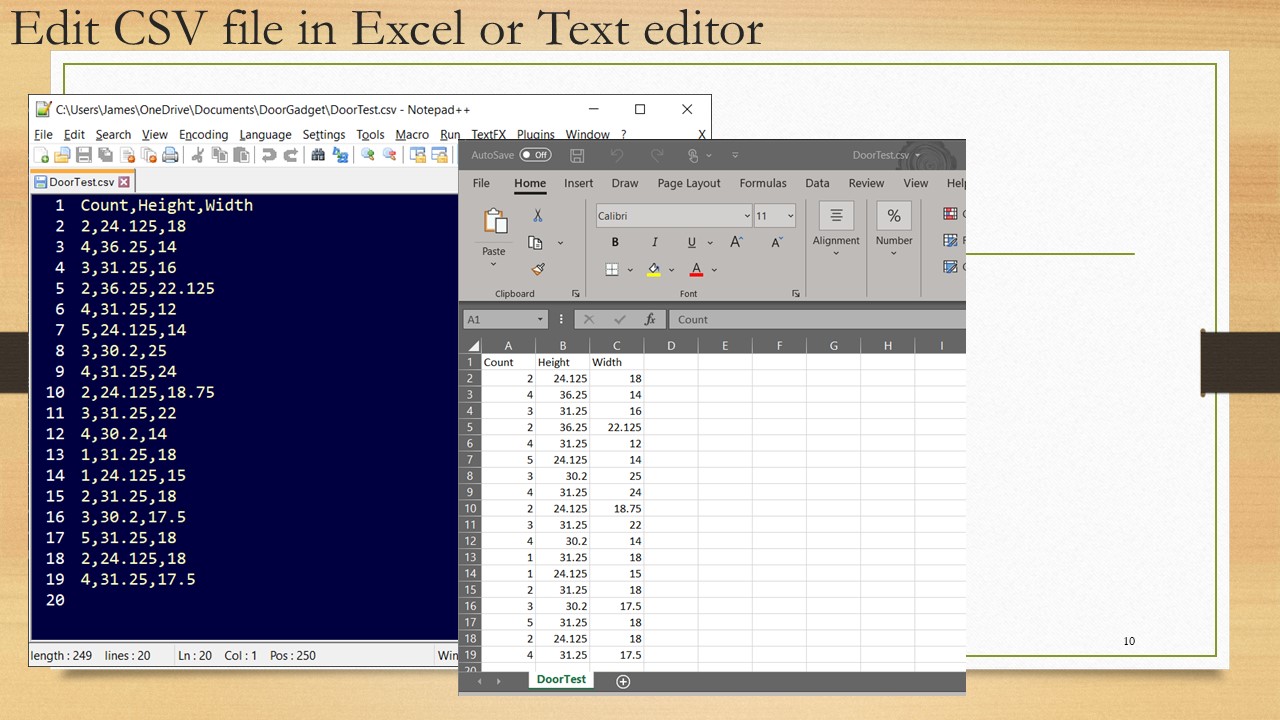 Edit CSV file in Excel or Text editor
C:\Users\James\OneDrive\Documents\DoorGadget\DoorTest.csv - Notepad++
File Edit Search View Encoding Language Settings Tools Macro Run TextFX Plugins Window ? X
DoorTest.csv
1 Count,Height,Width
2 2,24.125,18
3 4,36.25,14
4 3,31.25,16
5 2,36.25,22.125
6 4,31.25,12
7 5,24.125,14
8 3,30.2,25
9 4,31.25,24
10 2,24.125,18.75
11 3,31.25,22
12 4,30.2,14
13 1,31.25,18
14 1,24.125,15
15 2,31.25,18
16 3,30.2,17.5
17 5,31.25,18
18 2,24.125,18
19 4,31.25,17.5
20
length : 249 lines : 20 Ln : 20 Col : 1 Pos : 250 Win
AutoSave Off DoorTest.csv
File Home Insert Draw Page Layout Formulas Data Review View Help
Calibri 11
Paste B I U A A Alignment % Number
Clipboard Font
A1 fx Count
A B C D E F G H I
1 Count Height Width
2 2 24.125 18
3 4 36.25 14
4 3 31.25 16
5 2 36.25 22.125
6 4 31.25 12
7 5 24.125 14
8 3 30.2 25
9 4 31.25 24
10 2 24.125 18.75
11 3 31.25 22
12 4 30.2 14
13 1 31.25 18
14 1 24.125 15
15 2 31.25 18
16 3 30.2 17.5
17 5 31.25 18
18 2 24.125 18
19 4 31.25 17.5
20
DoorTest
10